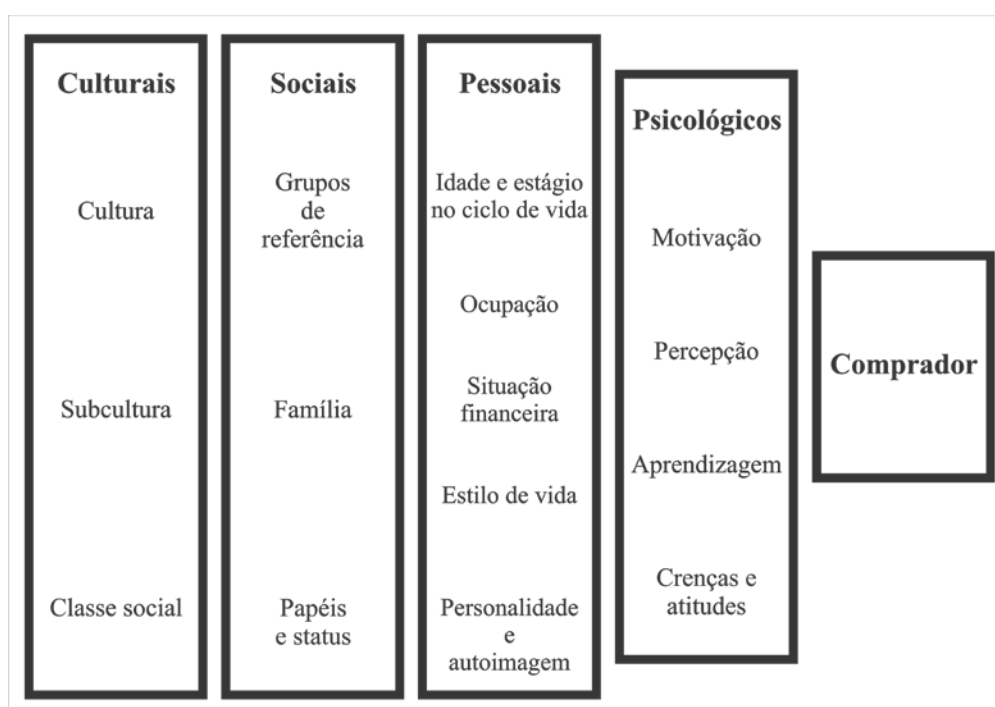 Culturais
Cultura
Subcultura
Classe social
Sociais
Grupos
de
referência
Família
Papéis
e status
Pessoais
Idade e estágio
no ciclo de vida
Ocupação
Situação
financeira
Estilo de vida
Personalidade
e
autoimagem
Psicológicos
Motivação
Percepção
Aprendizagem
Crenças e
atitudes
Comprador